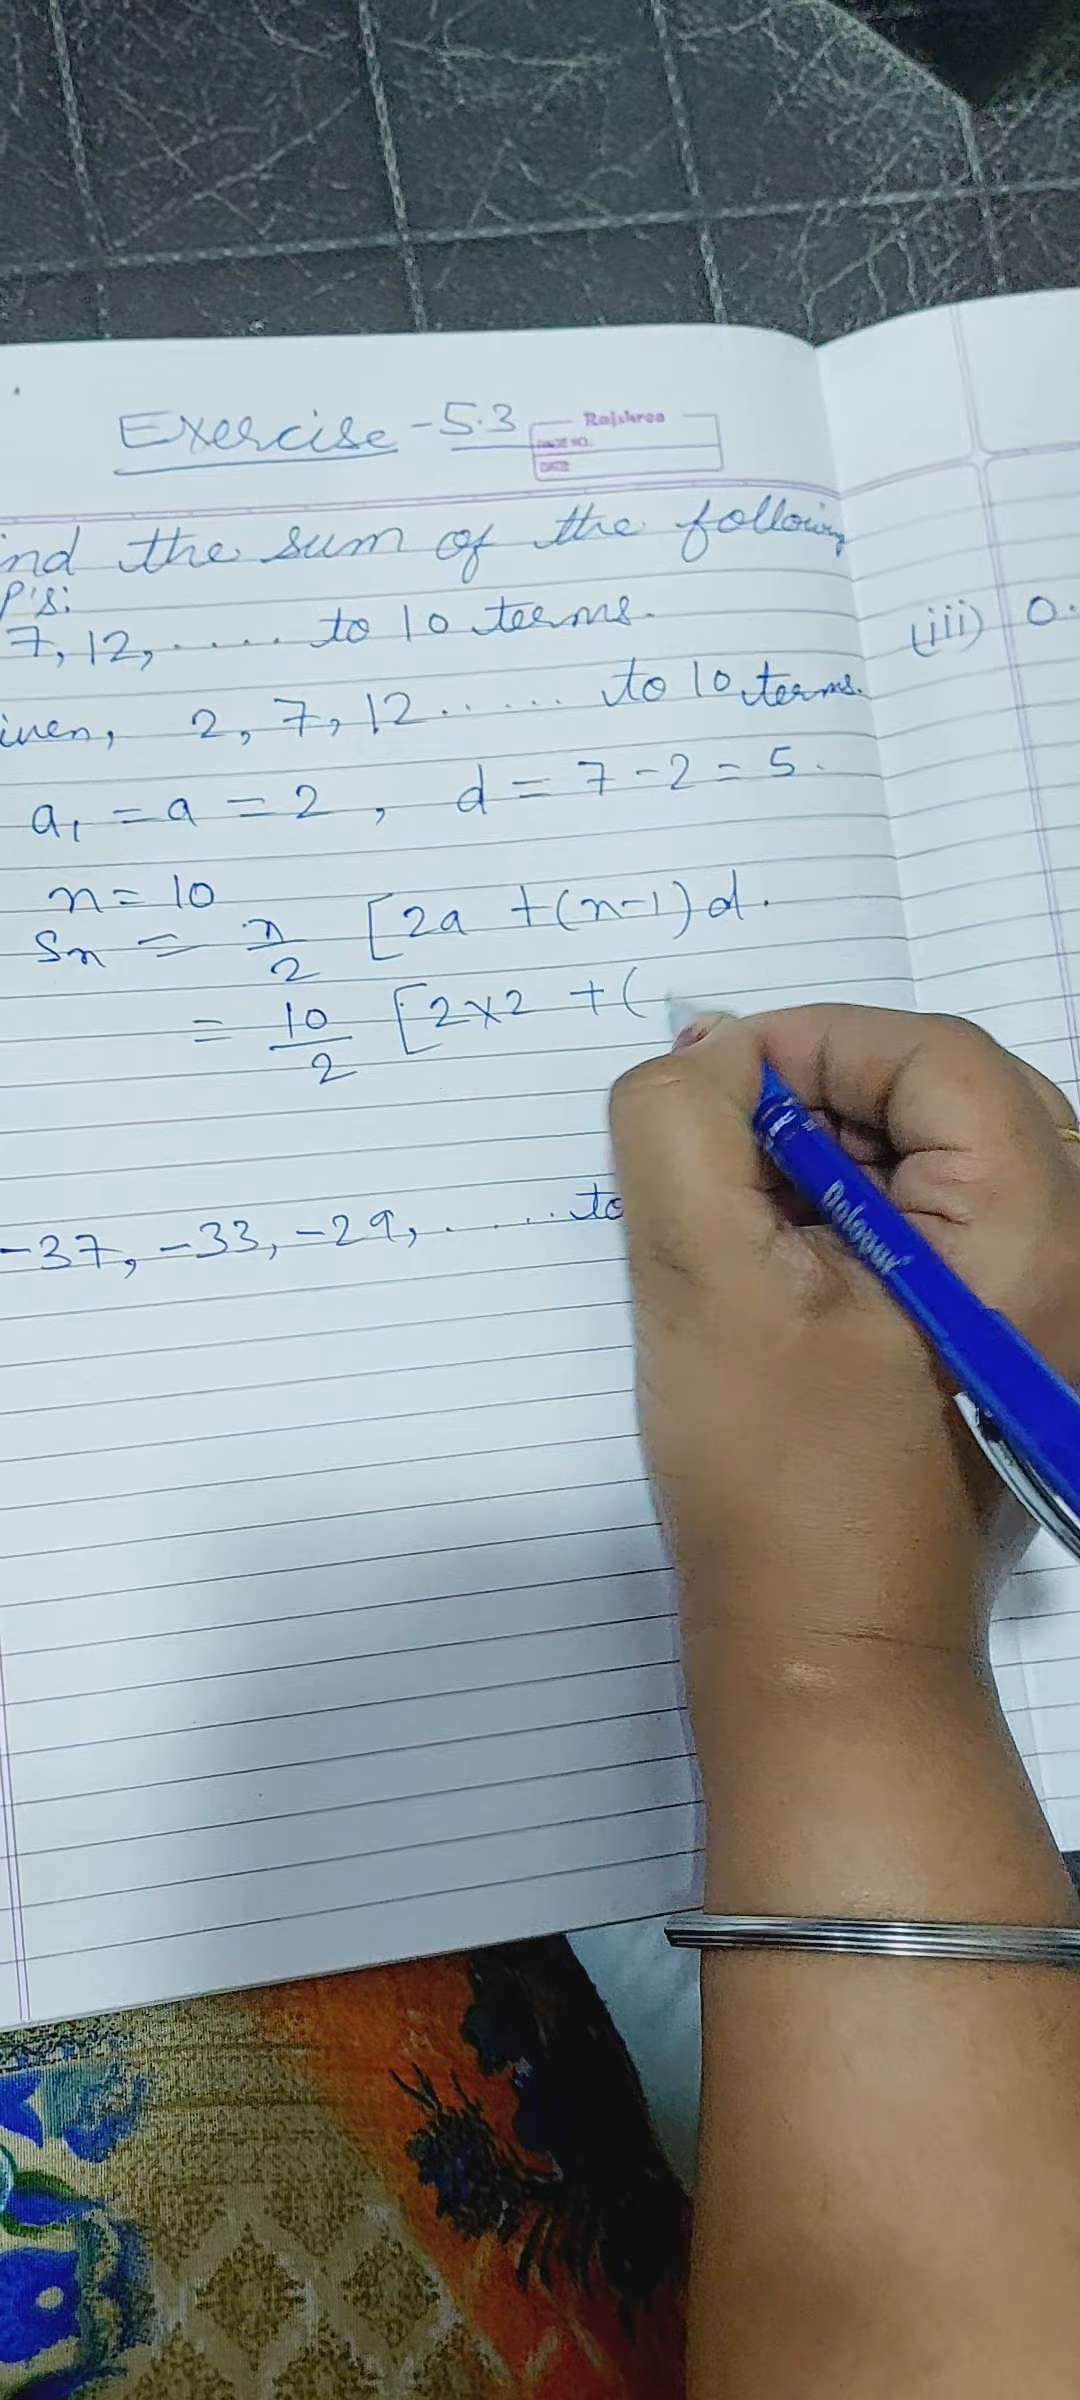 Exercise - 5.3
Rajshree
PAGE NO.
DATE
ind the sum of the following
P's:
7, 12, ..... to 10 terms.
(iii) 0.
iven, 2, 7, 12 ...... to 10 terms.
a₁ = a = 2 , d = 7 - 2 = 5.
n = 10
Sn = n/2 [2a + (n-1) d.
= 10/2 [2×2 + (
-37, -33, -29, ..... to